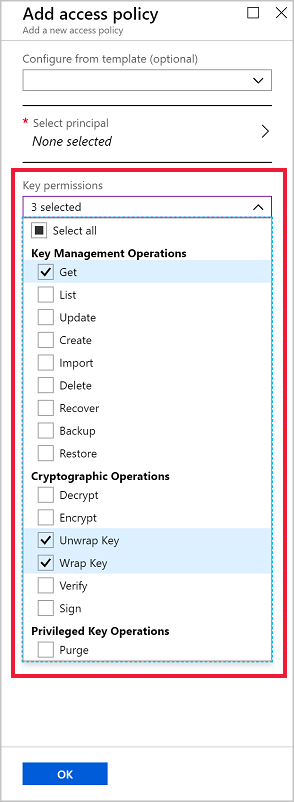 Add access policy
Add a new access policy
Configure from template (optional)
* Select principal
None selected
Key permissions
3 selected
Select all
Key Management Operations
Get
List
Update
Create
Import
Delete
Recover
Backup
Restore
Cryptographic Operations
Decrypt
Encrypt
Unwrap Key
Wrap Key
Verify
Sign
Privileged Key Operations
Purge
OK